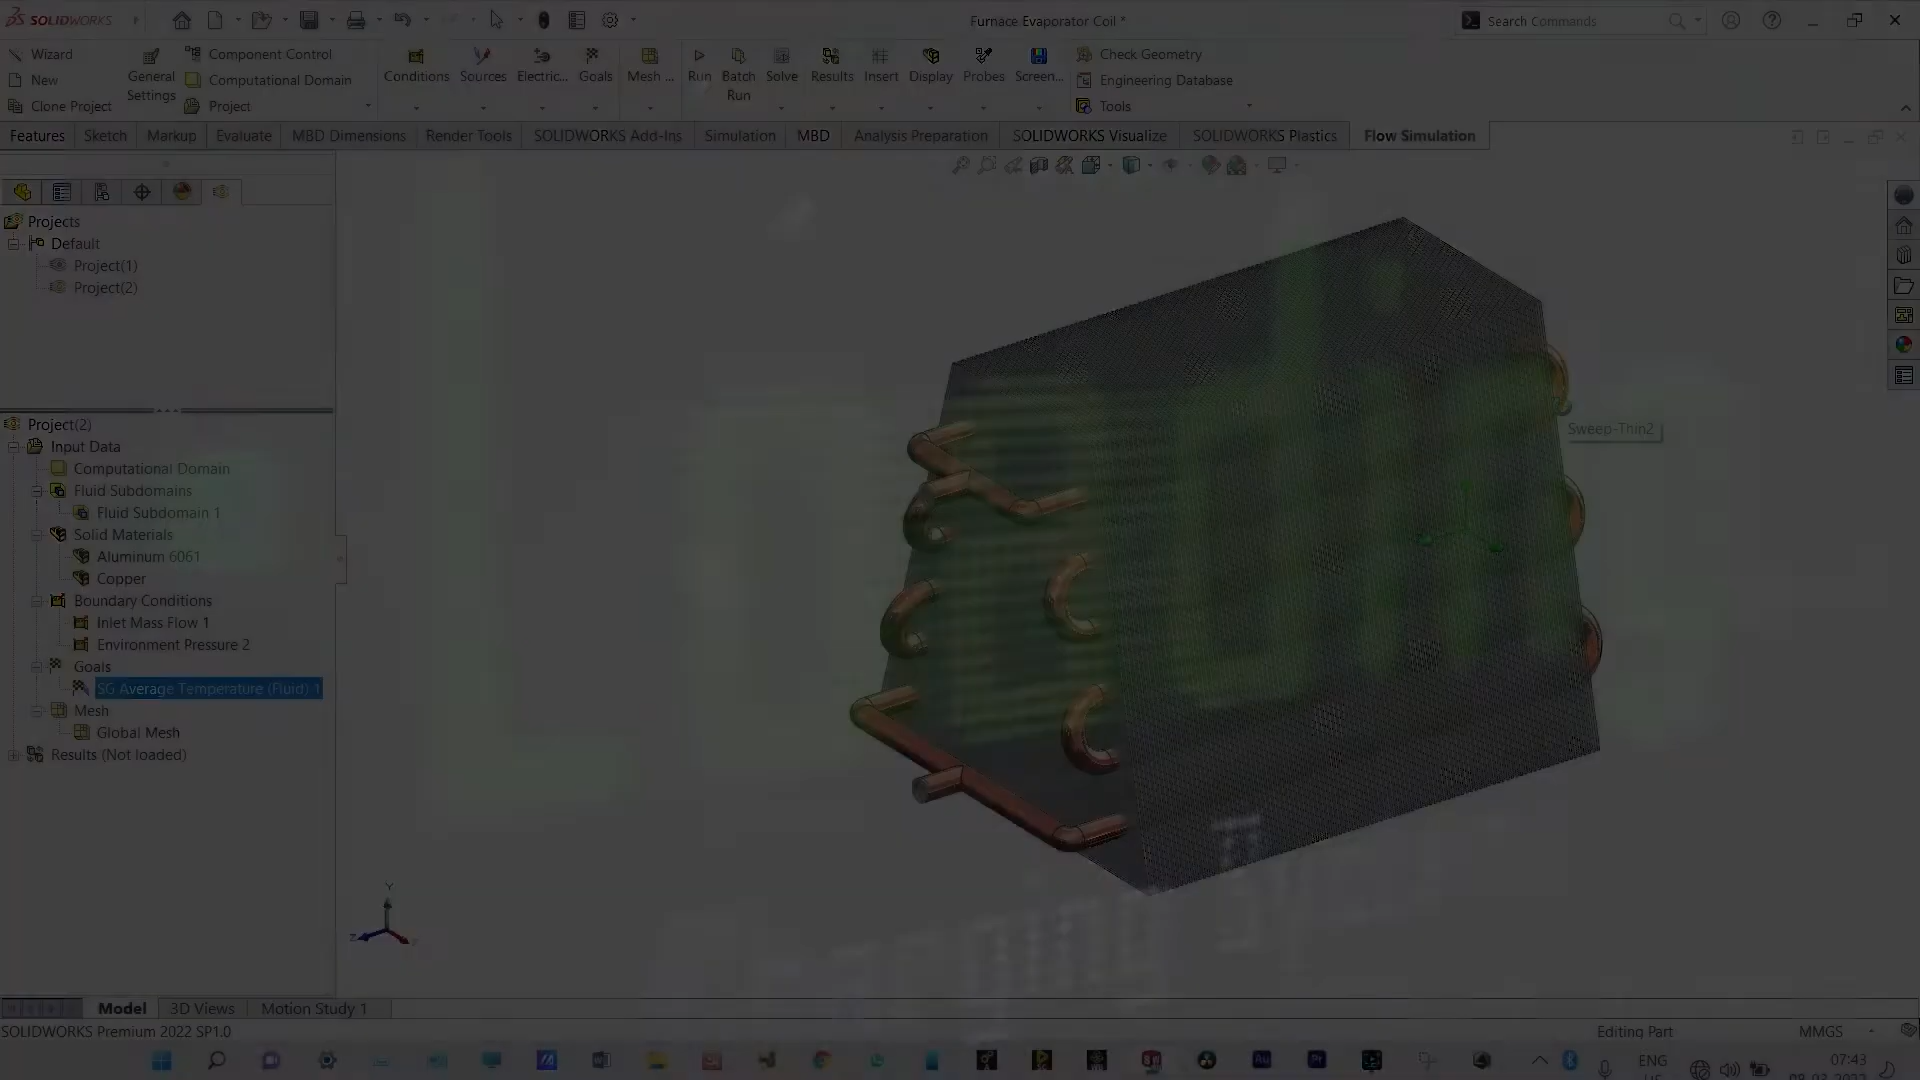 SOLIDWORKS
Furnace Evaporator Coil *
Search Commands
Wizard
New
Clone Project
General Settings
Component Control
Computational Domain
Project
Conditions
Sources
Electric...
Goals
Mesh ...
Run
Batch Run
Solve
Results
Insert
Display
Probes
Screen...
Check Geometry
Engineering Database
Tools
Features
Sketch
Markup
Evaluate
MBD Dimensions
Render Tools
SOLIDWORKS Add-Ins
Simulation
MBD
Analysis Preparation
SOLIDWORKS Visualize
SOLIDWORKS Plastics
Flow Simulation
Projects
Default
Project(1)
Project(2)
Sweep-Thin2
Project(2)
Input Data
Computational Domain
Fluid Subdomains
Fluid Subdomain 1
Solid Materials
Aluminum 6061
Copper
Boundary Conditions
Inlet Mass Flow 1
Environment Pressure 2
Goals
SG Average Temperature (Fluid) 1
Mesh
Global Mesh
Results (Not loaded)
Y
Z
Model
3D Views
Motion Study 1
SOLIDWORKS Premium 2022 SP1.0
Editing Part
MMGS
ENG
07:43